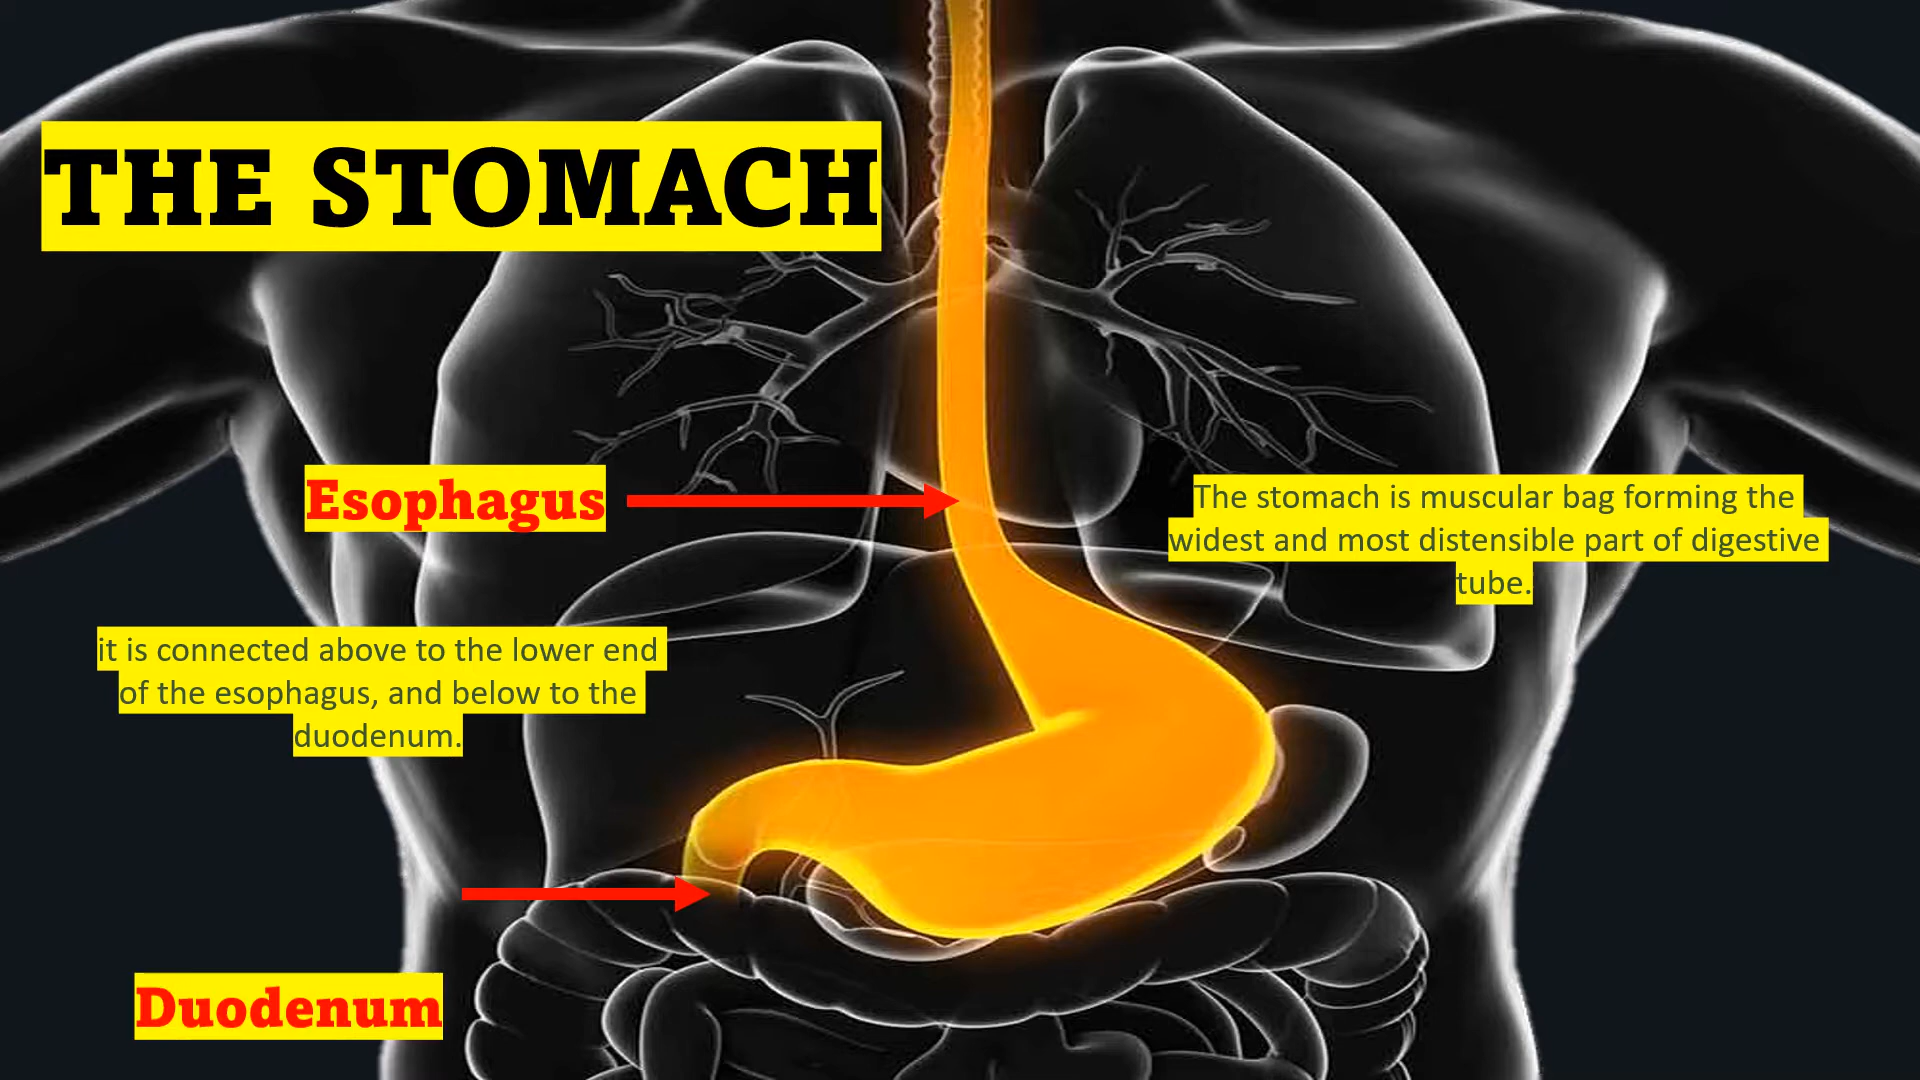 THE STOMACH
Esophagus
The stomach is muscular bag forming the
widest and most distensible part of digestive
tube.
it is connected above to the lower end
of the esophagus, and below to the
duodenum.
Duodenum